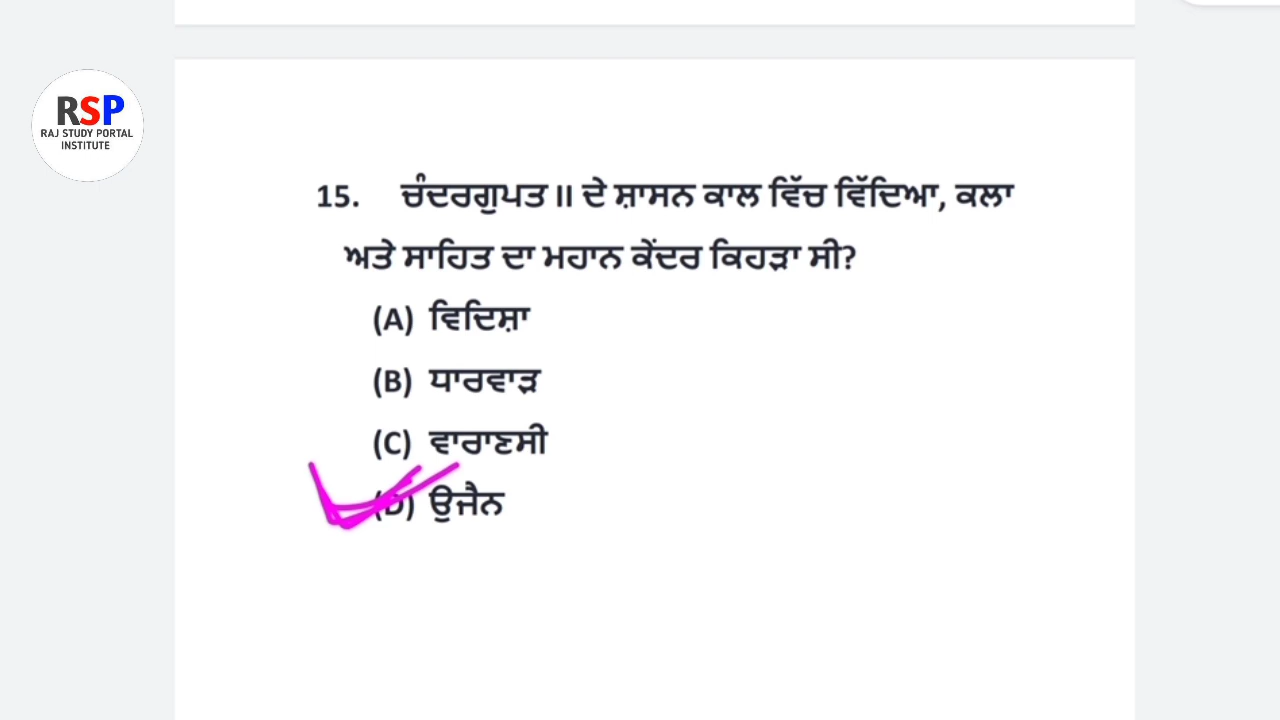 RSP
RAJ STUDY PORTAL
INSTITUTE
15. ਚੰਦਰਗੁਪਤ II ਦੇ ਸ਼ਾਸਨ ਕਾਲ ਵਿੱਚ ਵਿੱਦਿਆ, ਕਲਾ
ਅਤੇ ਸਾਹਿਤ ਦਾ ਮਹਾਨ ਕੇਂਦਰ ਕਿਹੜਾ ਸੀ?
(A) ਵਿਦਿਸ਼ਾ
(B) ਧਾਰਵਾੜ
(C) ਵਾਰਾਣਸੀ
(D) ਉਜੈਨ